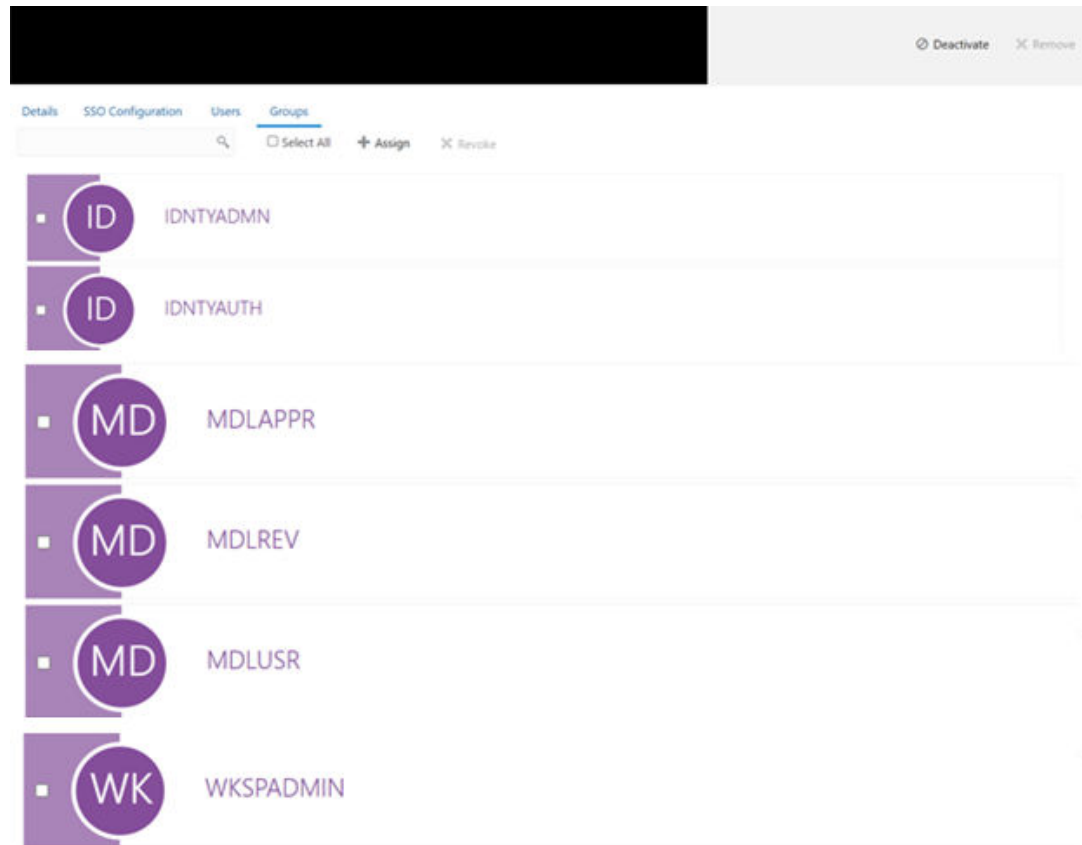 Deactivate Remove
Details SSO Configuration Users Groups
Select All Assign Revoke
ID IDNTYADMN
ID IDNTYAUTH
MD MDLAPPR
MD MDLREV
MD MDLUSR
WK WKSPADMIN